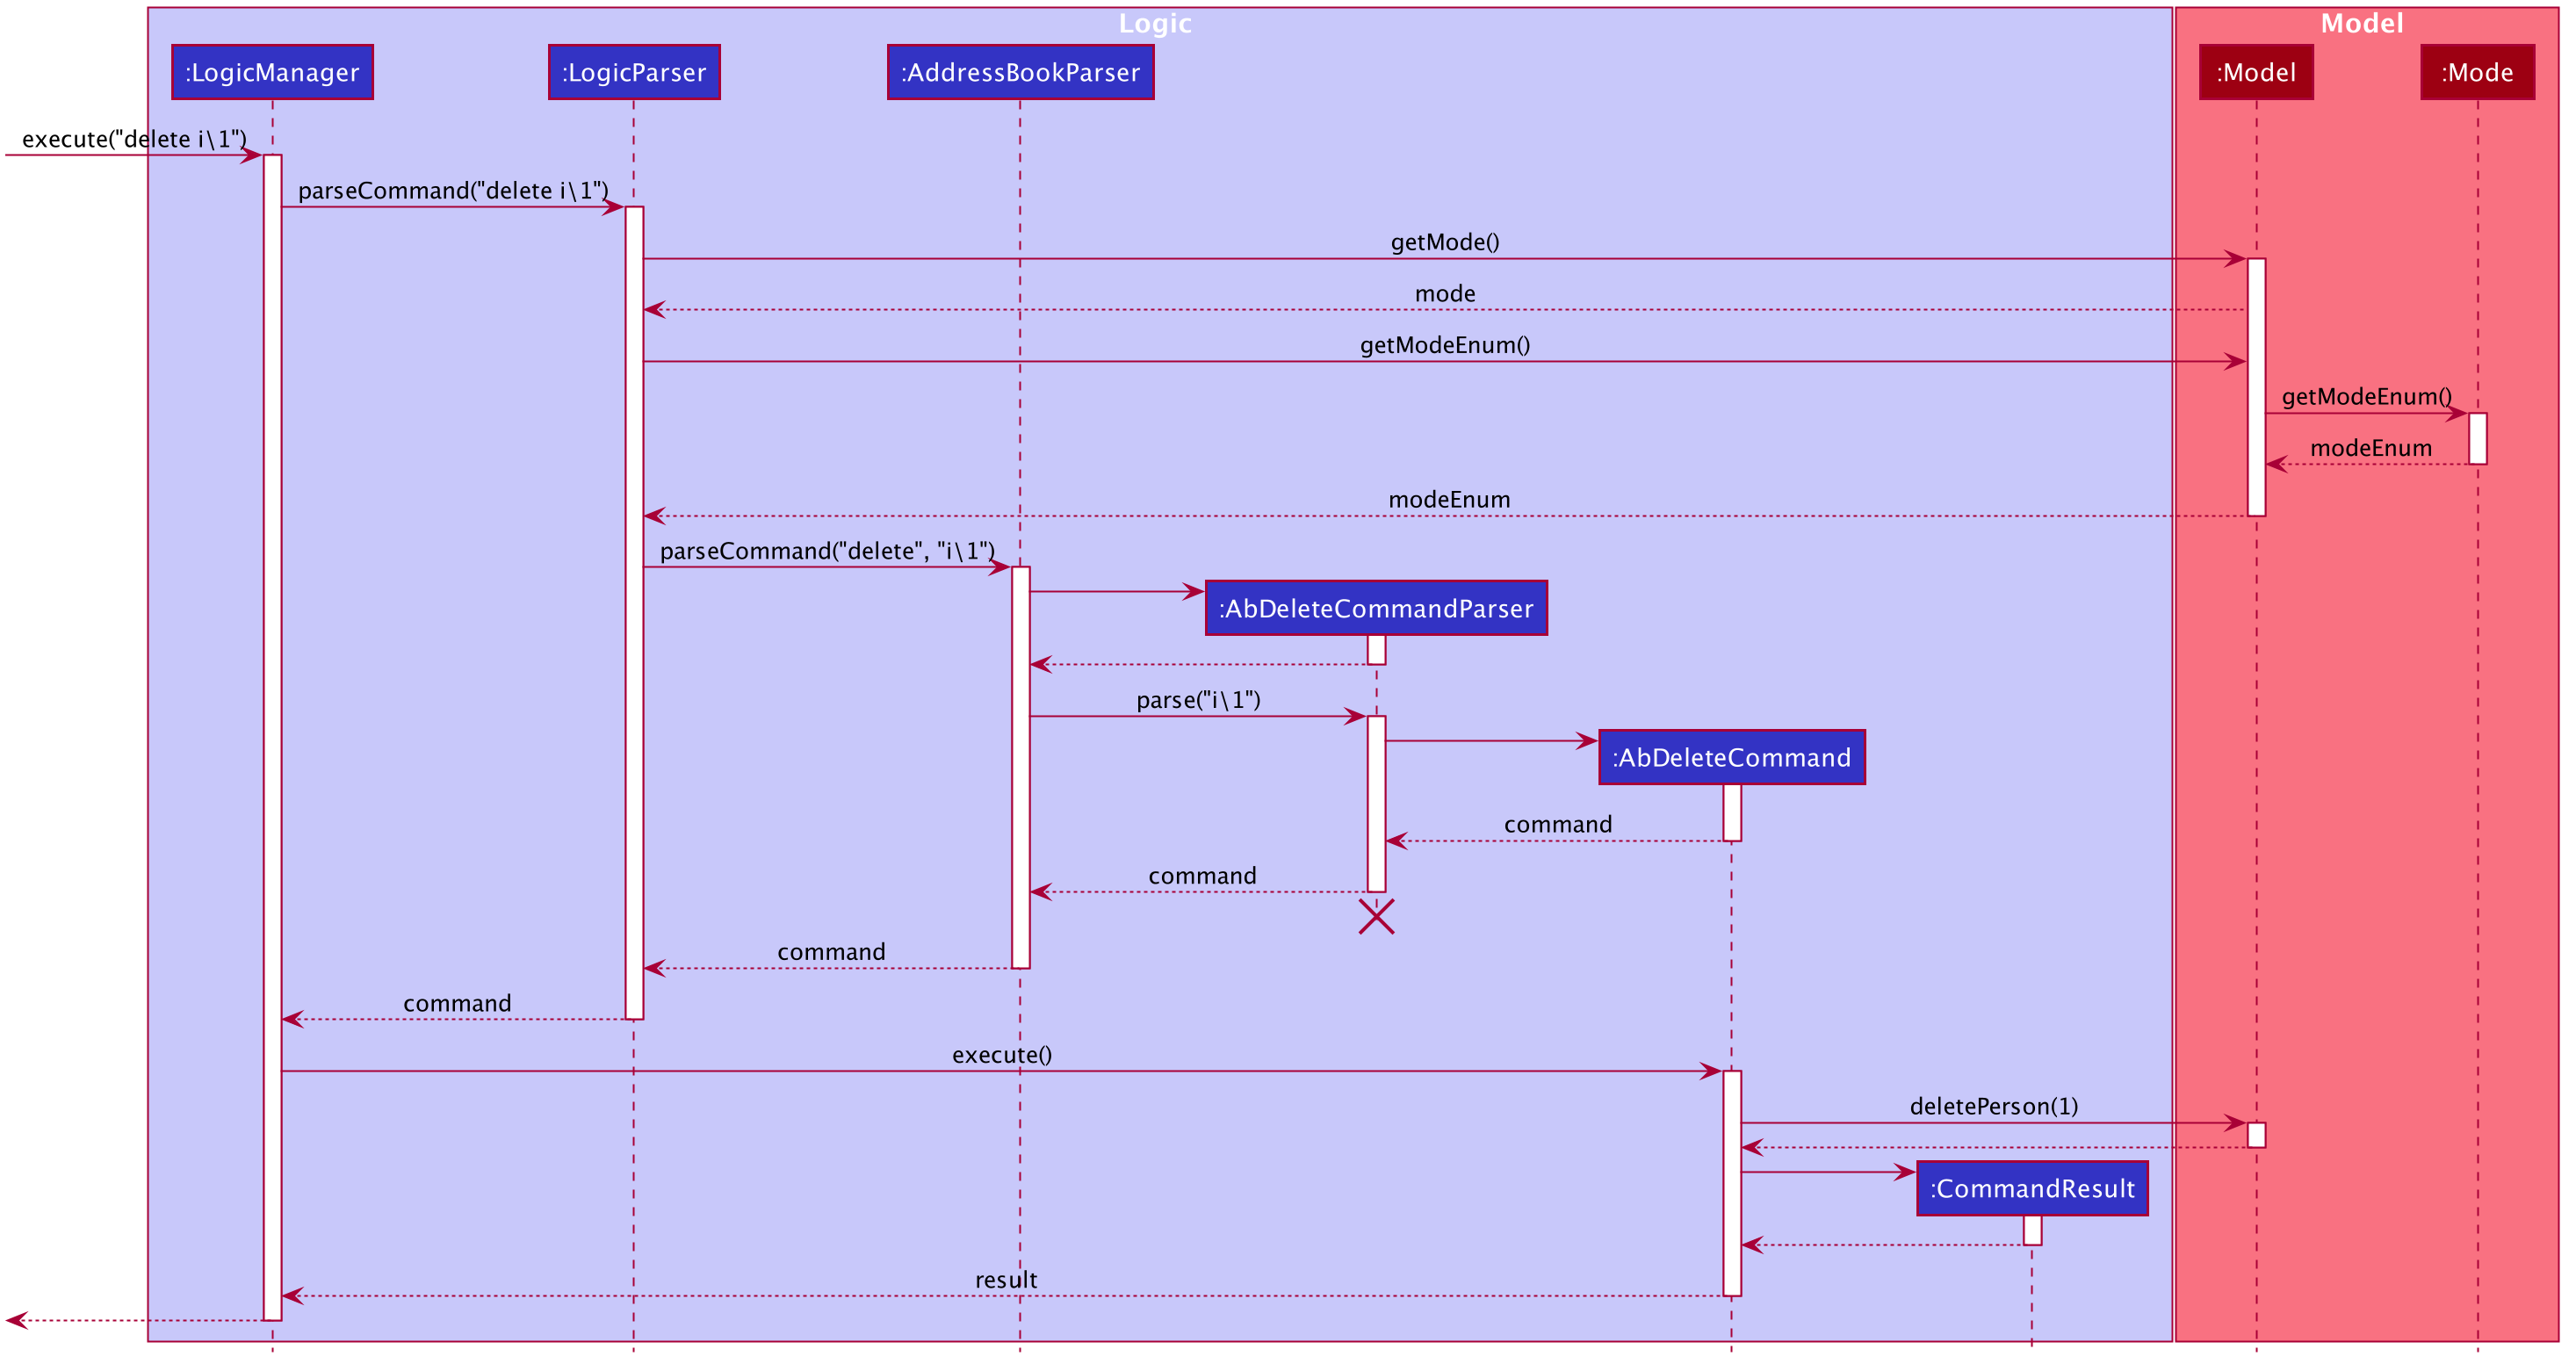 Logic
Model
:LogicManager
:LogicParser
:AddressBookParser
:Model
:Mode
execute("delete i\1")
parseCommand("delete i\1")
getMode()
mode
getModeEnum()
getModeEnum()
modeEnum
modeEnum
parseCommand("delete", "i\1")
:AbDeleteCommandParser
parse("i\1")
:AbDeleteCommand
command
command
command
command
execute()
deletePerson(1)
:CommandResult
result